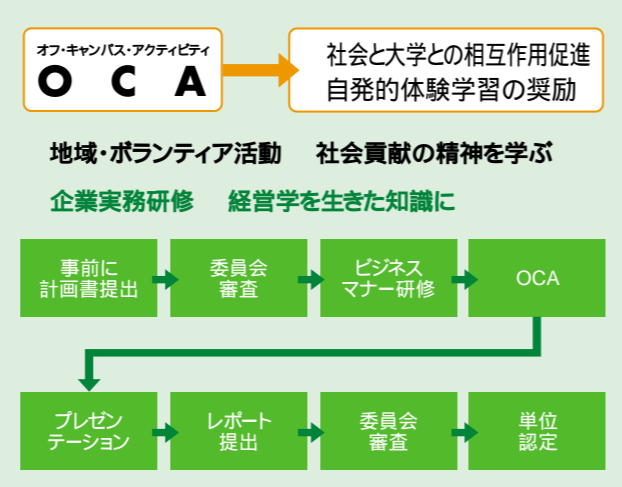 オフ・キャンパス・アクティビティ
OCA
社会と大学との相互作用促進
自発的体験学習の奨励
地域・ボランティア活動　社会貢献の精神を学ぶ
企業実務研修　経営学を生きた知識に
事前に
計画書提出
委員会
審査
ビジネス
マナー研修
OCA
プレゼン
テーション
レポート
提出
委員会
審査
単位
認定